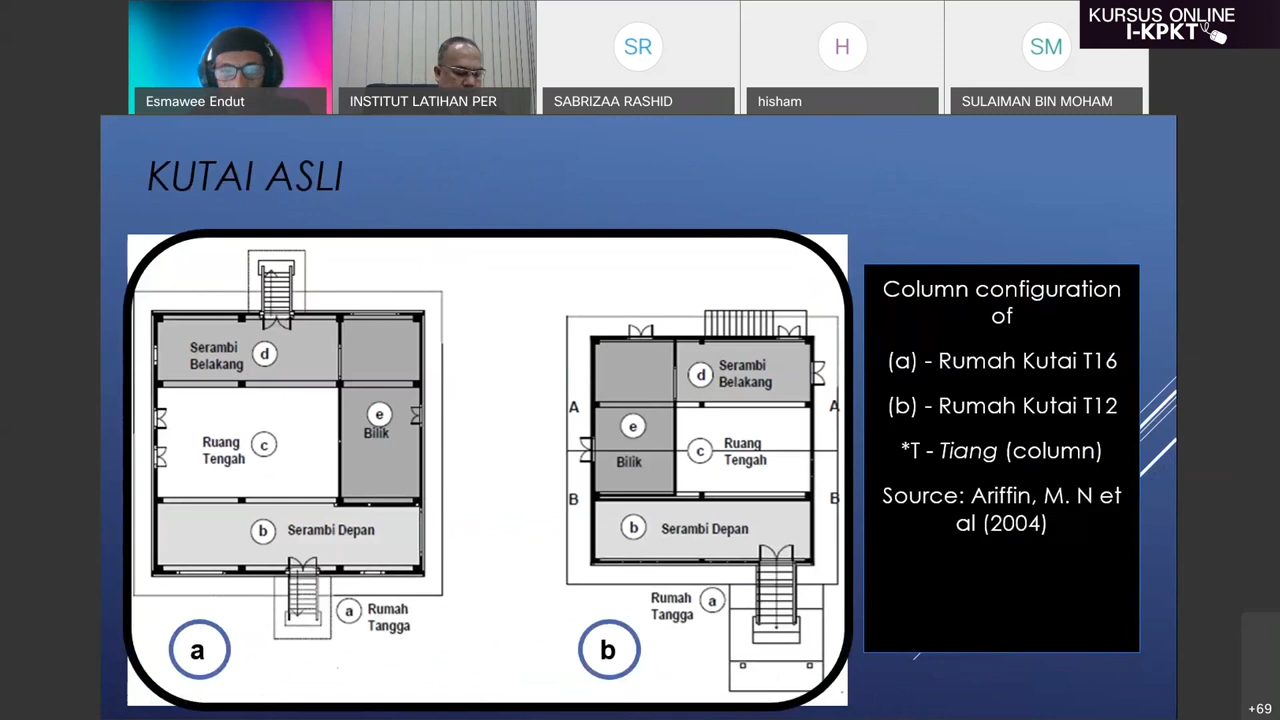 KURSUS ONLINE
I-KPKT
SR
H
SM
Esmawee Endut
INSTITUT LATIHAN PER
SABRIZAA RASHID
hisham
SULAIMAN BIN MOHAM
KUTAI ASLI
Serambi
Belakang
d
e
Bilik
Ruang
Tengah
c
b
Serambi Depan
a
Rumah
Tangga
a
d
Serambi
Belakang
A
A
e
Bilik
c
Ruang
Tengah
B
B
b
Serambi Depan
Rumah
Tangga
a
b
Column configuration
of
(a) - Rumah Kutai T16
(b) - Rumah Kutai T12
*T - Tiang (column)
Source: Ariffin, M. N et
al (2004)
+69